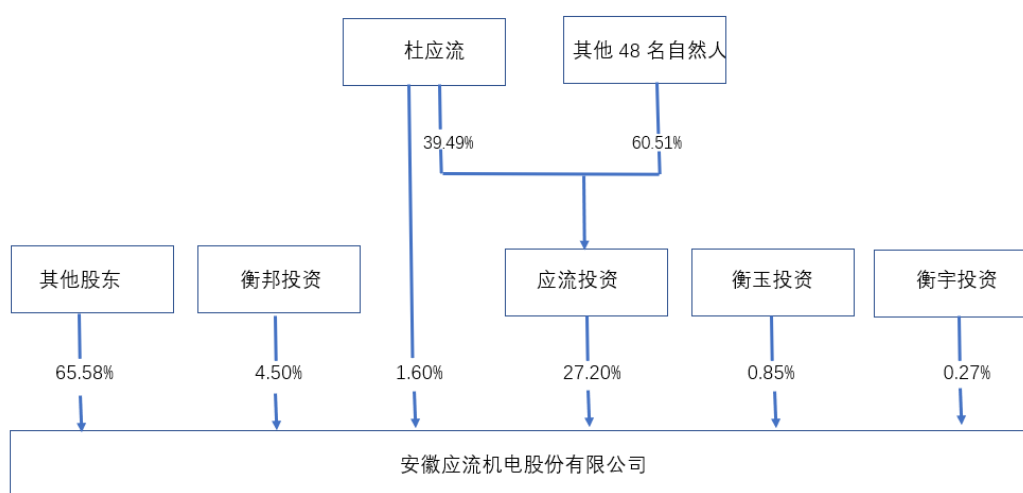 杜应流
其他 48 名自然人
39.49%
60.51%
其他股东
衡邦投资
应流投资
衡玉投资
衡宇投资
65.58%
4.50%
1.60%
27.20%
0.85%
0.27%
安徽应流机电股份有限公司